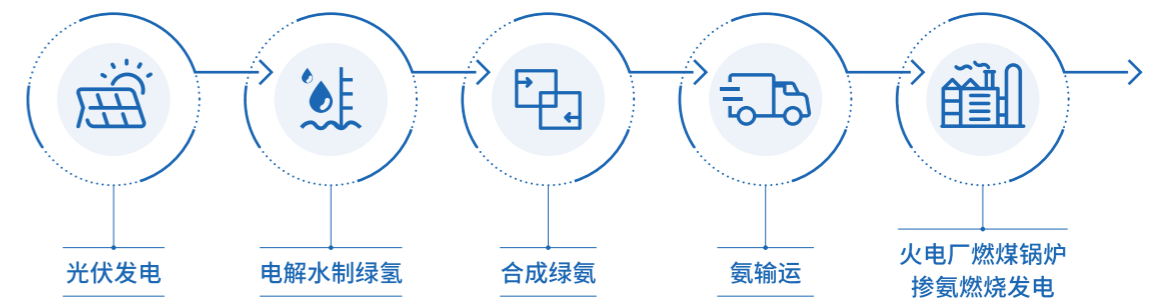 光伏发电
电解水制绿氢
合成绿氨
氨输运
火电厂燃煤锅炉
掺氨燃烧发电